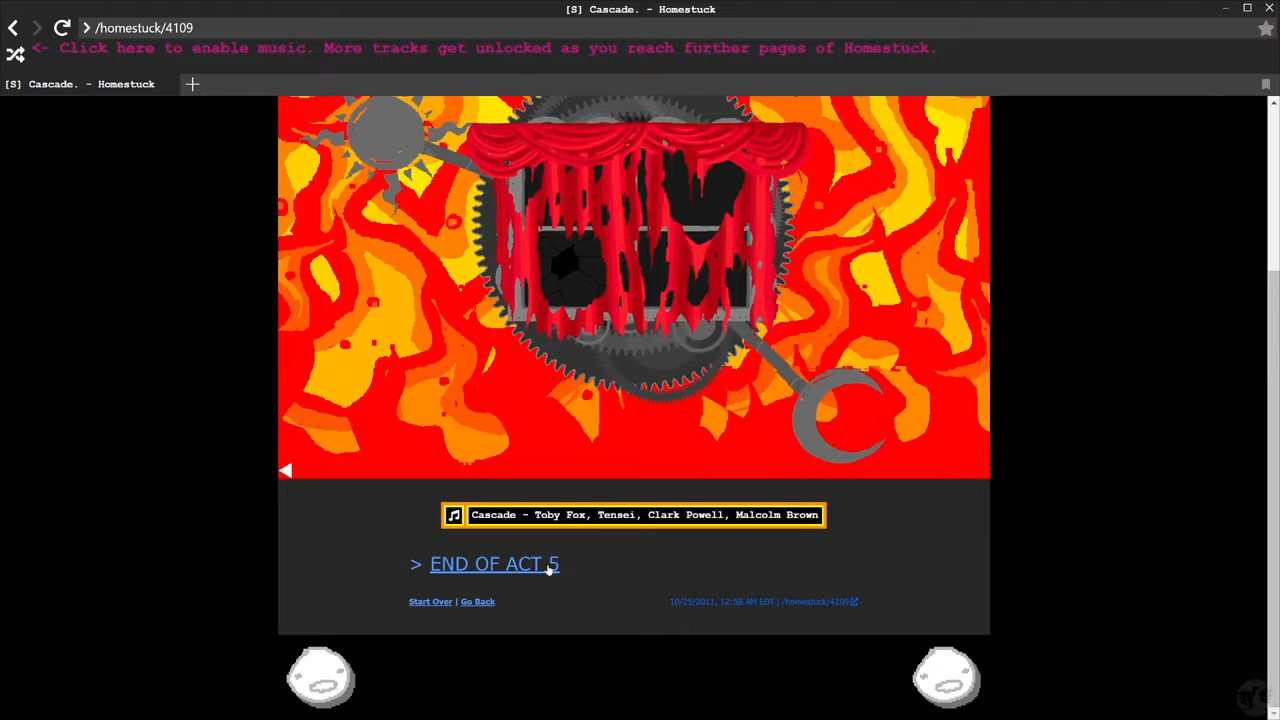 [S] Cascade. - Homestuck
/homestuck/4109
<- Click here to enable music. More tracks get unlocked as you reach further pages of Homestuck.
[S] Cascade. - Homestuck
Cascade - Toby Fox, Tensei, Clark Powell, Malcolm Brown
> END OF ACT 5
Start Over | Go Back
10/25/2011, 12:56 AM EDT | /homestuck/4109